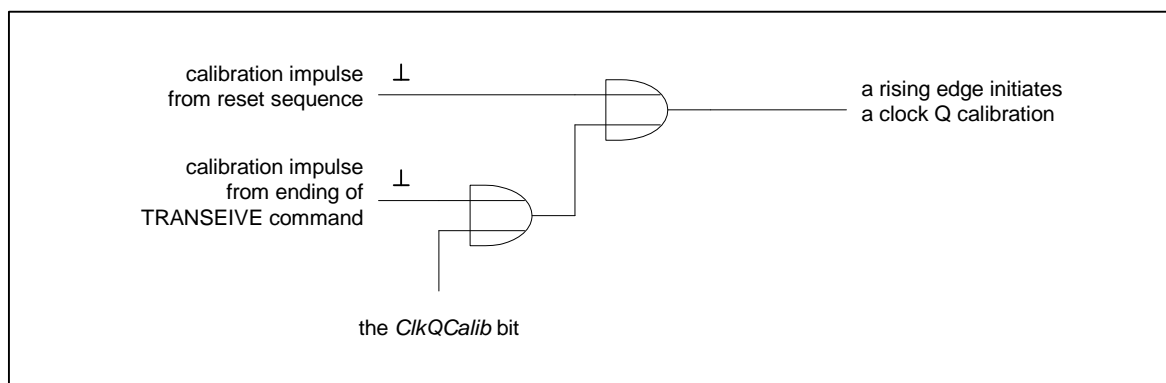 calibration impulse
from reset sequence
a rising edge initiates
a clock Q calibration
calibration impulse
from ending of
TRANSEIVE command
the ClkQCalib bit